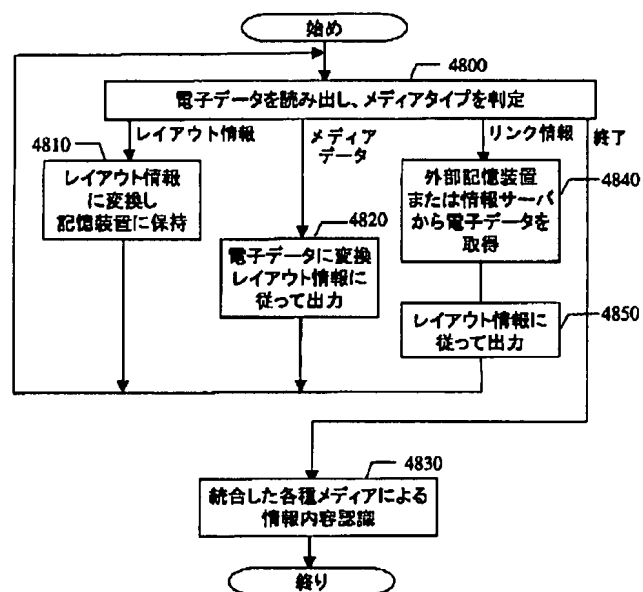 始め
4800
電子データを読み出し、メディアタイプを判定
レイアウト情報
メディア
データ
リンク情報
終了
4810
レイアウト情報
に変換し
記憶装置に保持
4820
電子データに変換
レイアウト情報に
従って出力
外部記憶装置
または情報サーバ
から電子データを
取得
4840
レイアウト情報に
従って出力
4850
4830
統合した各種メディアによる
情報内容認識
終り